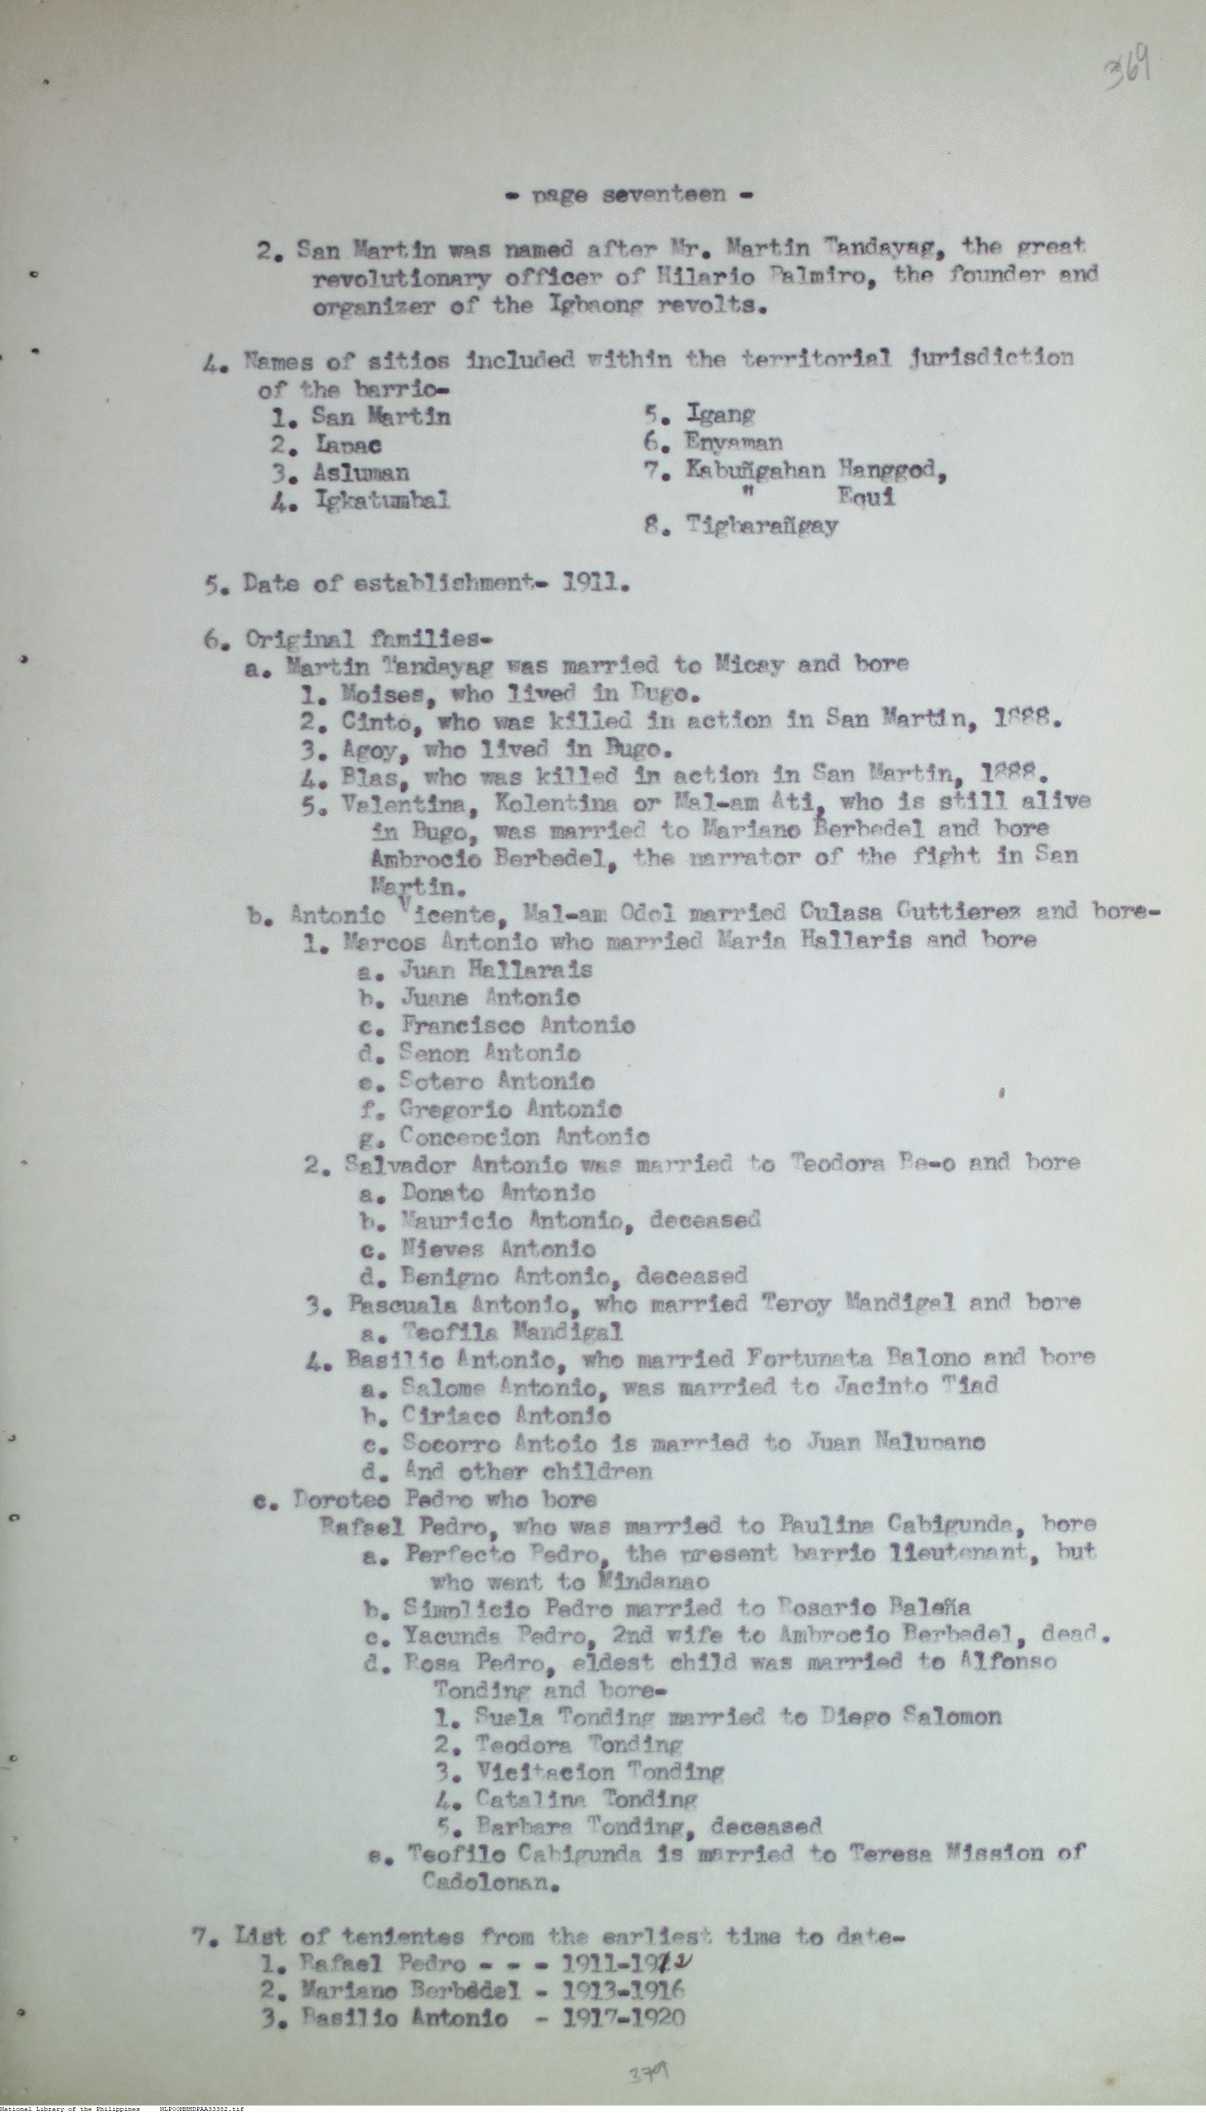 369
- page seventeen -
2. San Martin was named after Mr. Martin Tandayag, the great
revolutionary officer of Hilario Palmiro, the founder and
organizer of the Igbaong revolts.
4. Names of sitios included within the territorial jurisdiction
of the barrio-
1. San Martin
2. Lapac
3. Asluman
4. Igkatumbal
5. Igang
6. Enyaman
7. Kabuñgahan Hanggod,
" Equi
8. Tigbarañgay
5. Date of establishment- 1911.
6. Original families-
a. Martin Tandayag was married to Micay and bore
1. Moises, who lived in Bugo.
2. Cinto, who was killed in action in San Martin, 1888.
3. Agoy, who lived in Bugo.
4. Blas, who was killed in action in San Martin, 1888.
5. Valentina, Kolentina or Mal-am Ati, who is still alive
in Bugo, was married to Mariano Berbedel and bore
Ambrocio Berbedel, the narrator of the fight in San
Martin.
b. Antonio Vicente, Mal-am Odol married Culasa Guttierez and bore-
1. Marcos Antonio who married Maria Hallaris and bore
a. Juan Hallarais
b. Juane Antonio
c. Francisco Antonio
d. Senon Antonio
e. Sotero Antonio
f. Gregorio Antonio
g. Concepcion Antonio
2. Salvador Antonio was married to Teodora Be-o and bore
a. Donato Antonio
b. Mauricio Antonio, deceased
c. Nieves Antonio
d. Benigno Antonio, deceased
3. Pascuala Antonio, who married Teroy Mandigal and bore
a. Teofila Mandigal
4. Basilio Antonio, who married Fortunata Balono and bore
a. Salome Antonio, was married to Jacinto Tiad
b. Ciriaco Antonio
c. Socorro Antoio is married to Juan Nalupano
d. And other children
c. Doroteo Pedro who bore
Rafael Pedro, who was married to Paulina Cabigunda, bore
a. Perfecto Pedro, the present barrio lieutenant, but
who went to Mindanao
b. Simplicio Pedro married to Rosario Baleña
c. Yacunda Pedro, 2nd wife to Ambrocio Berbedel, dead.
d. Rosa Pedro, eldest child was married to Alfonso
Tonding and bore-
1. Suela Tonding married to Diego Salomon
2. Teodora Tonding
3. Vicitacion Tonding
4. Catalina Tonding
5. Barbara Tonding, deceased
e. Teofilo Cabigunda is married to Teresa Mission of
Cadolonan.
7. List of tenientes from the earliest time to date-
1. Rafael Pedro - - - 1911-1912
2. Mariano Berbedel - 1913-1916
3. Basilio Antonio - 1917-1920
379
National Library of the Philippines